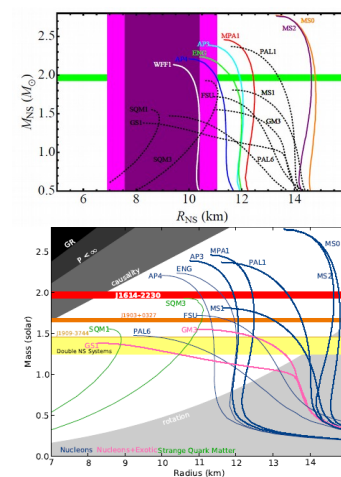 MPA1
MS0
AP3
PAL1
MS2
ENG
AP4
WFF1
MS1
FSU
SQM1
GM3
GS1
PAL6
SQM3
M_NS (M_⊙)
2.5
2.0
1.5
1.0
0.5
6
8
10
12
14
R_NS (km)
GR
P < ∞
causality
MPA1
MS0
AP3
PAL1
ENG
AP4
MS2
J1614-2230
SQM3
MS1
J1903+0327
FSU
SQM1
PAL6
GM3
J1909-3744
GS1
Double NS Systems
rotation
Nucleons Nucleons+Exotic Strange Quark Matter
Mass (solar)
2.5
2.0
1.5
1.0
0.5
0.0
7
8
9
10
11
12
13
14
Radius (km)